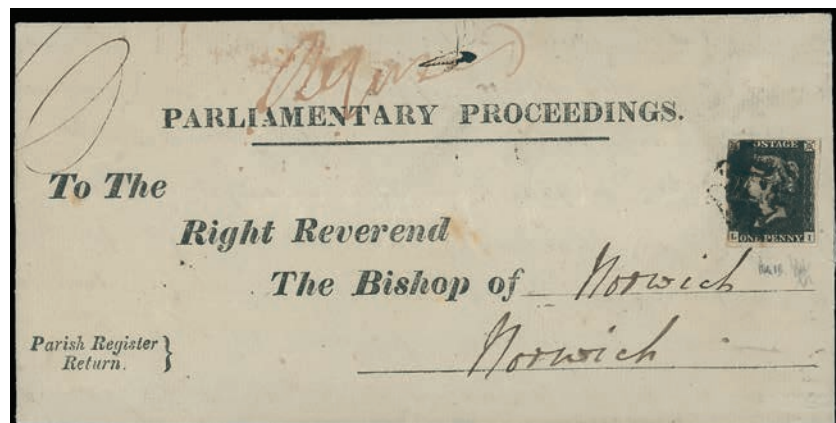 PARLIAMENTARY PROCEEDINGS.
POSTAGE
L ONE PENNY I
To The
Right Reverend
The Bishop of Norwich
Norwich
Parish Register
Return.